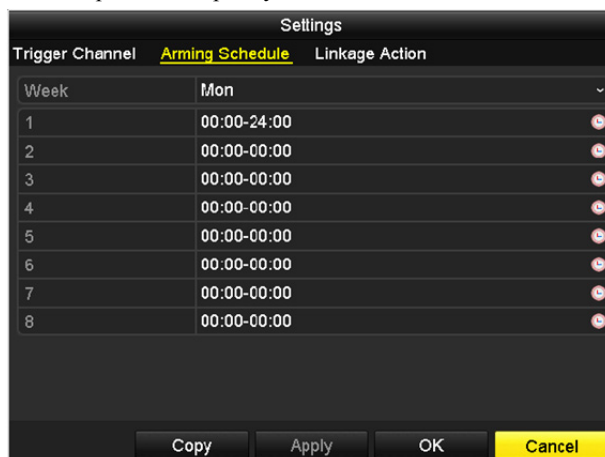 Settings
Trigger Channel Arming Schedule Linkage Action
Week Mon
1 00:00-24:00
2 00:00-00:00
3 00:00-00:00
4 00:00-00:00
5 00:00-00:00
6 00:00-00:00
7 00:00-00:00
8 00:00-00:00
Copy Apply OK Cancel